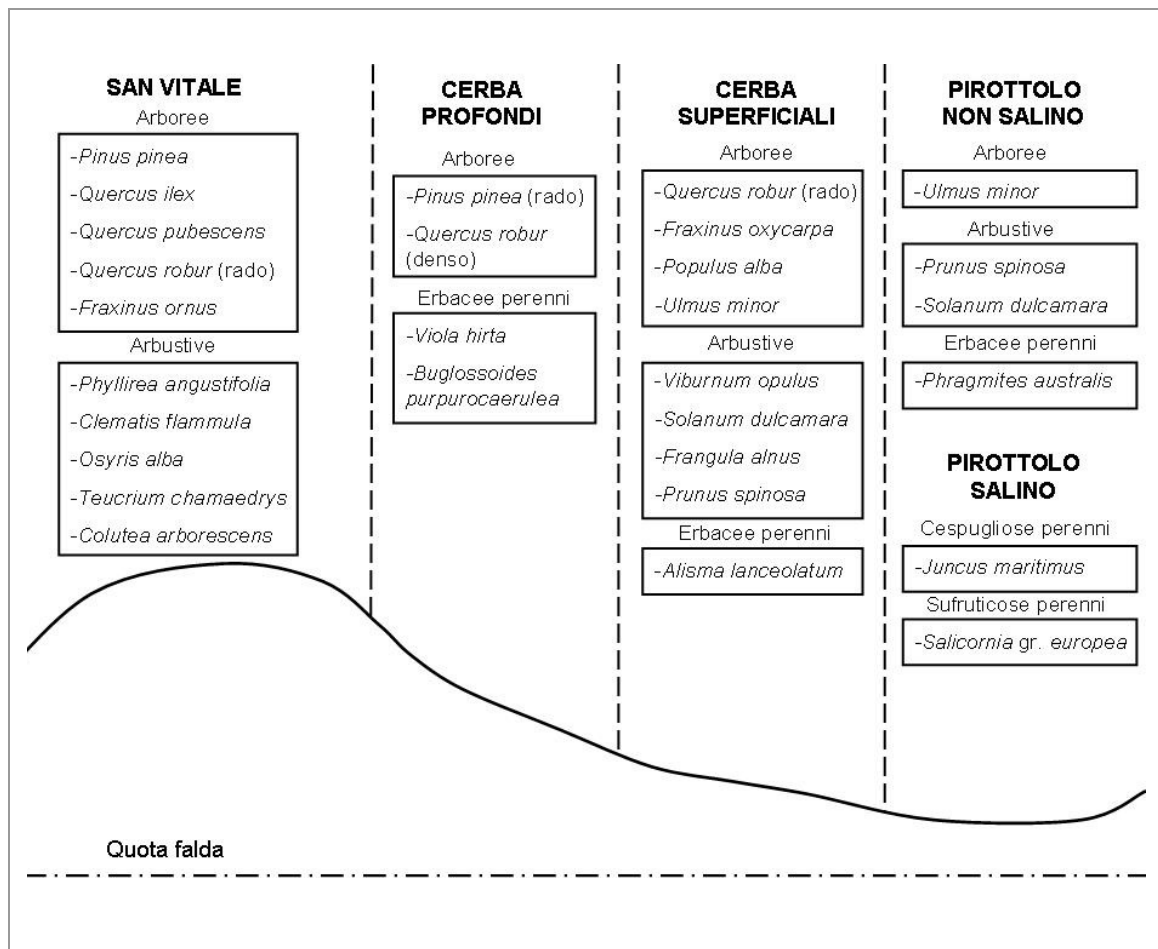 SAN VITALE
Arboree
-Pinus pinea
-Quercus ilex
-Quercus pubescens
-Quercus robur (rado)
-Fraxinus ornus
Arbustive
-Phyllirea angustifolia
-Clematis flammula
-Osyris alba
-Teucrium chamaedrys
-Colutea arborescens
CERBA
PROFONDI
Arboree
-Pinus pinea (rado)
-Quercus robur
(denso)
Erbacee perenni
-Viola hirta
-Buglossoides
purpurocaerulea
CERBA
SUPERFICIALI
Arboree
-Quercus robur (rado)
-Fraxinus oxycarpa
-Populus alba
-Ulmus minor
Arbustive
-Viburnum opulus
-Solanum dulcamara
-Frangula alnus
-Prunus spinosa
Erbacee perenni
-Alisma lanceolatum
PIROTTOLO
NON SALINO
Arboree
-Ulmus minor
Arbustive
-Prunus spinosa
-Solanum dulcamara
Erbacee perenni
-Phragmites australis
PIROTTOLO
SALINO
Cespugliose perenni
-Juncus maritimus
Sufruticose perenni
-Salicornia gr. europea
Quota falda